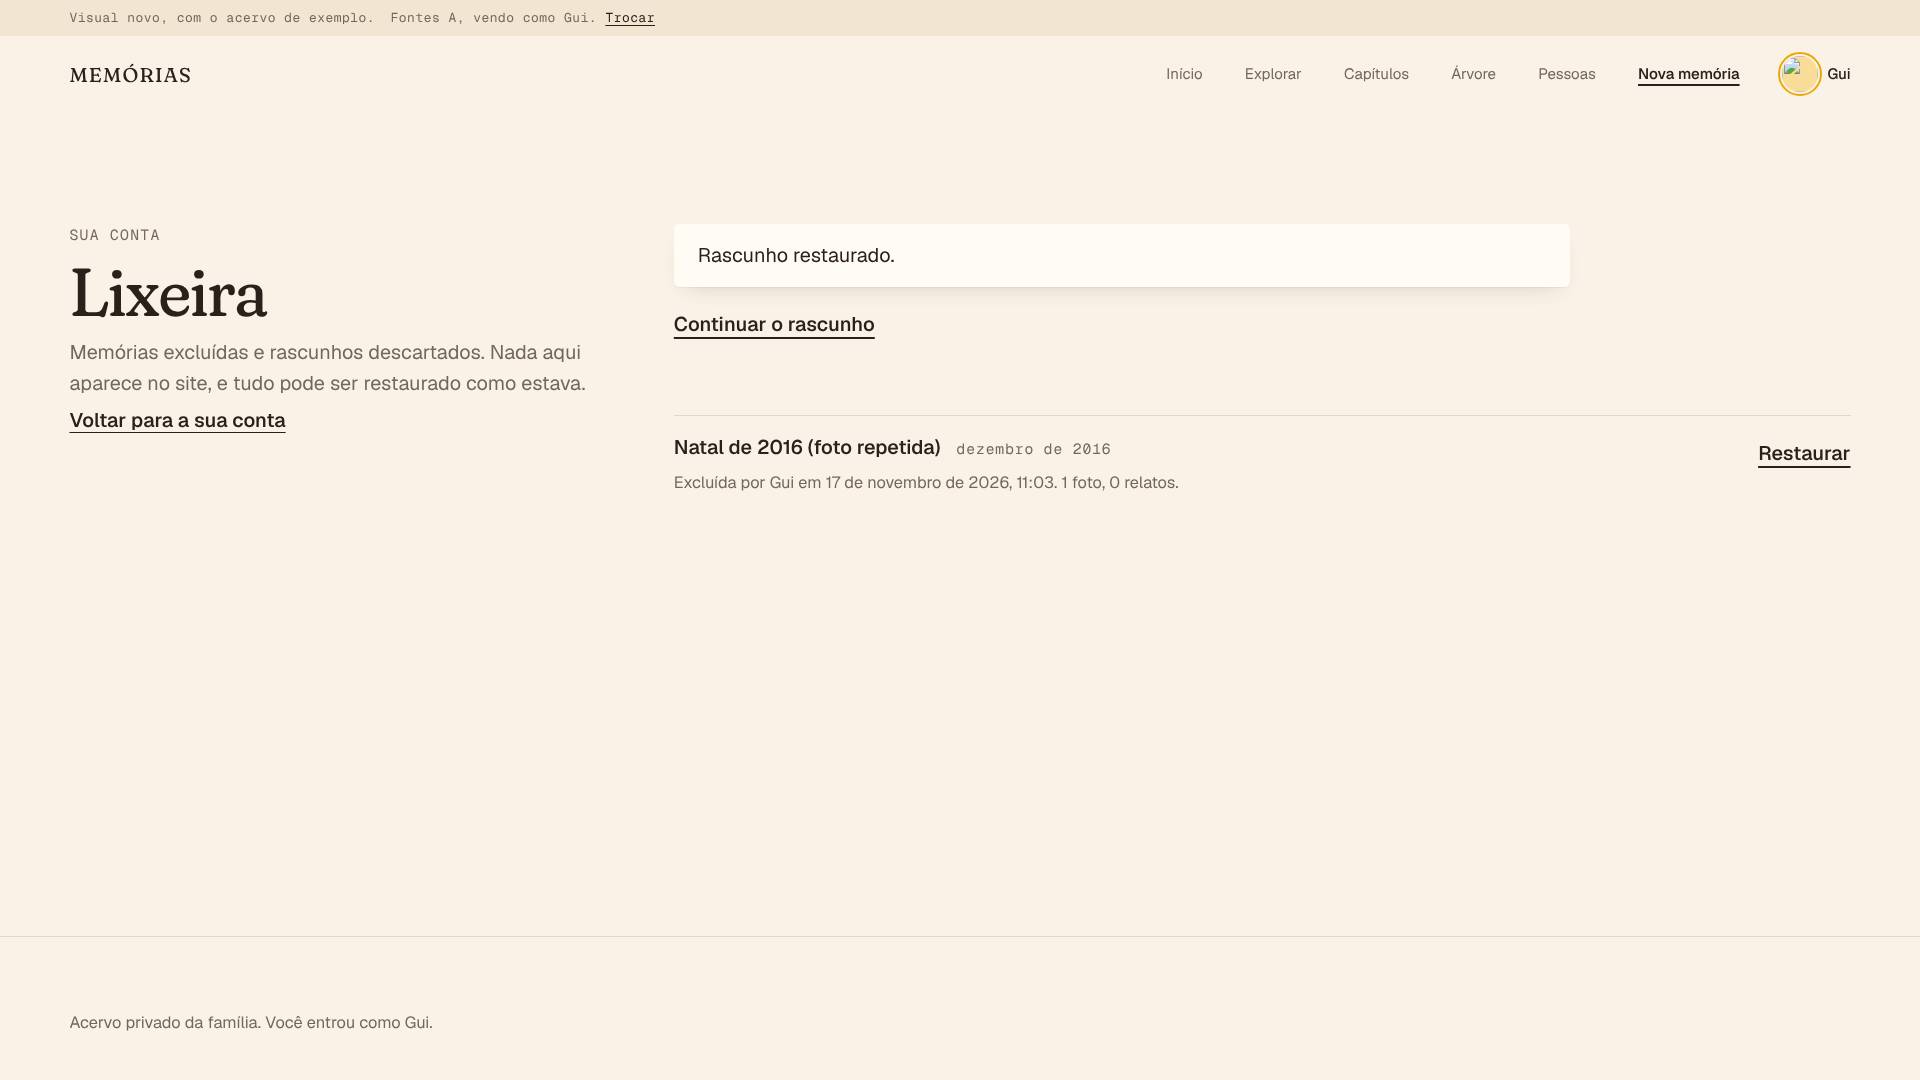 Visual novo, com o acervo de exemplo. Fontes A, vendo como Gui. Trocar
MEMÓRIAS
Início Explorar Capítulos Árvore Pessoas Nova memória Gui
SUA CONTA
Lixeira
Memórias excluídas e rascunhos descartados. Nada aqui
aparece no site, e tudo pode ser restaurado como estava.
Voltar para a sua conta
Rascunho restaurado.
Continuar o rascunho
Natal de 2016 (foto repetida) dezembro de 2016
Excluída por Gui em 17 de novembro de 2026, 11:03. 1 foto, 0 relatos.
Restaurar
Acervo privado da família. Você entrou como Gui.